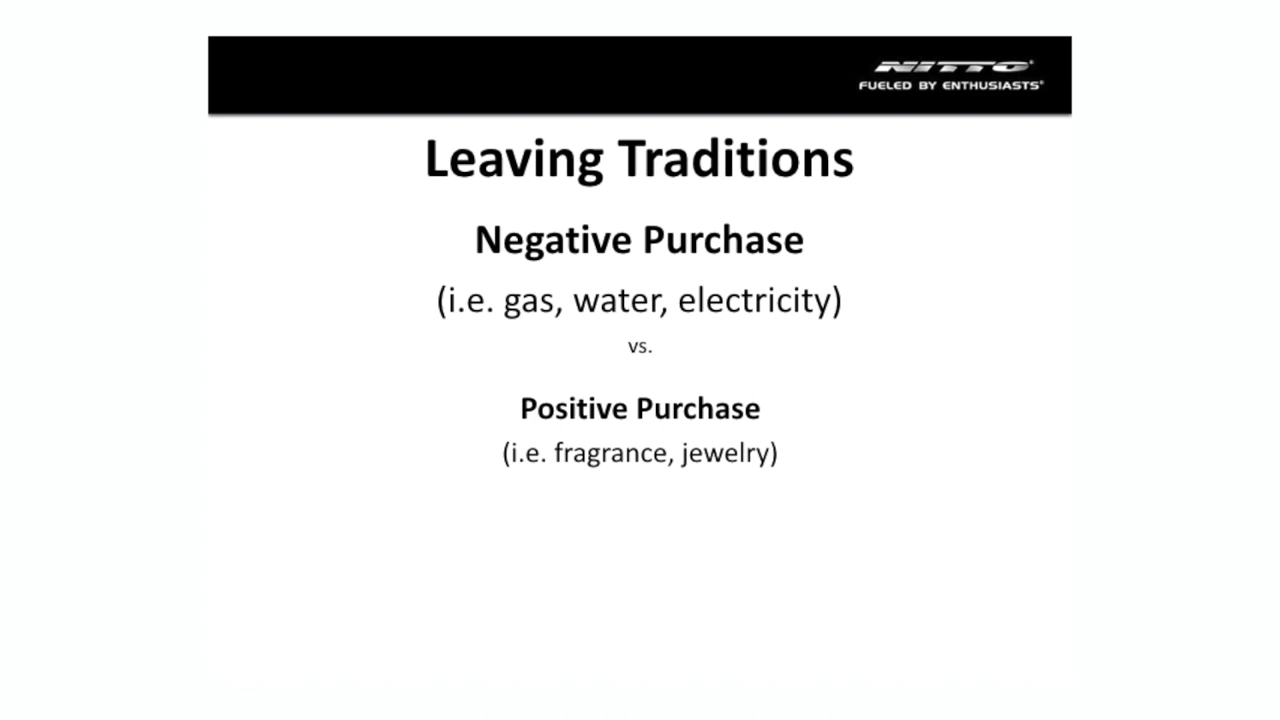 NITTO®
FUELED BY ENTHUSIASTS®
Leaving Traditions
Negative Purchase
(i.e. gas, water, electricity)
vs.
Positive Purchase
(i.e. fragrance, jewelry)